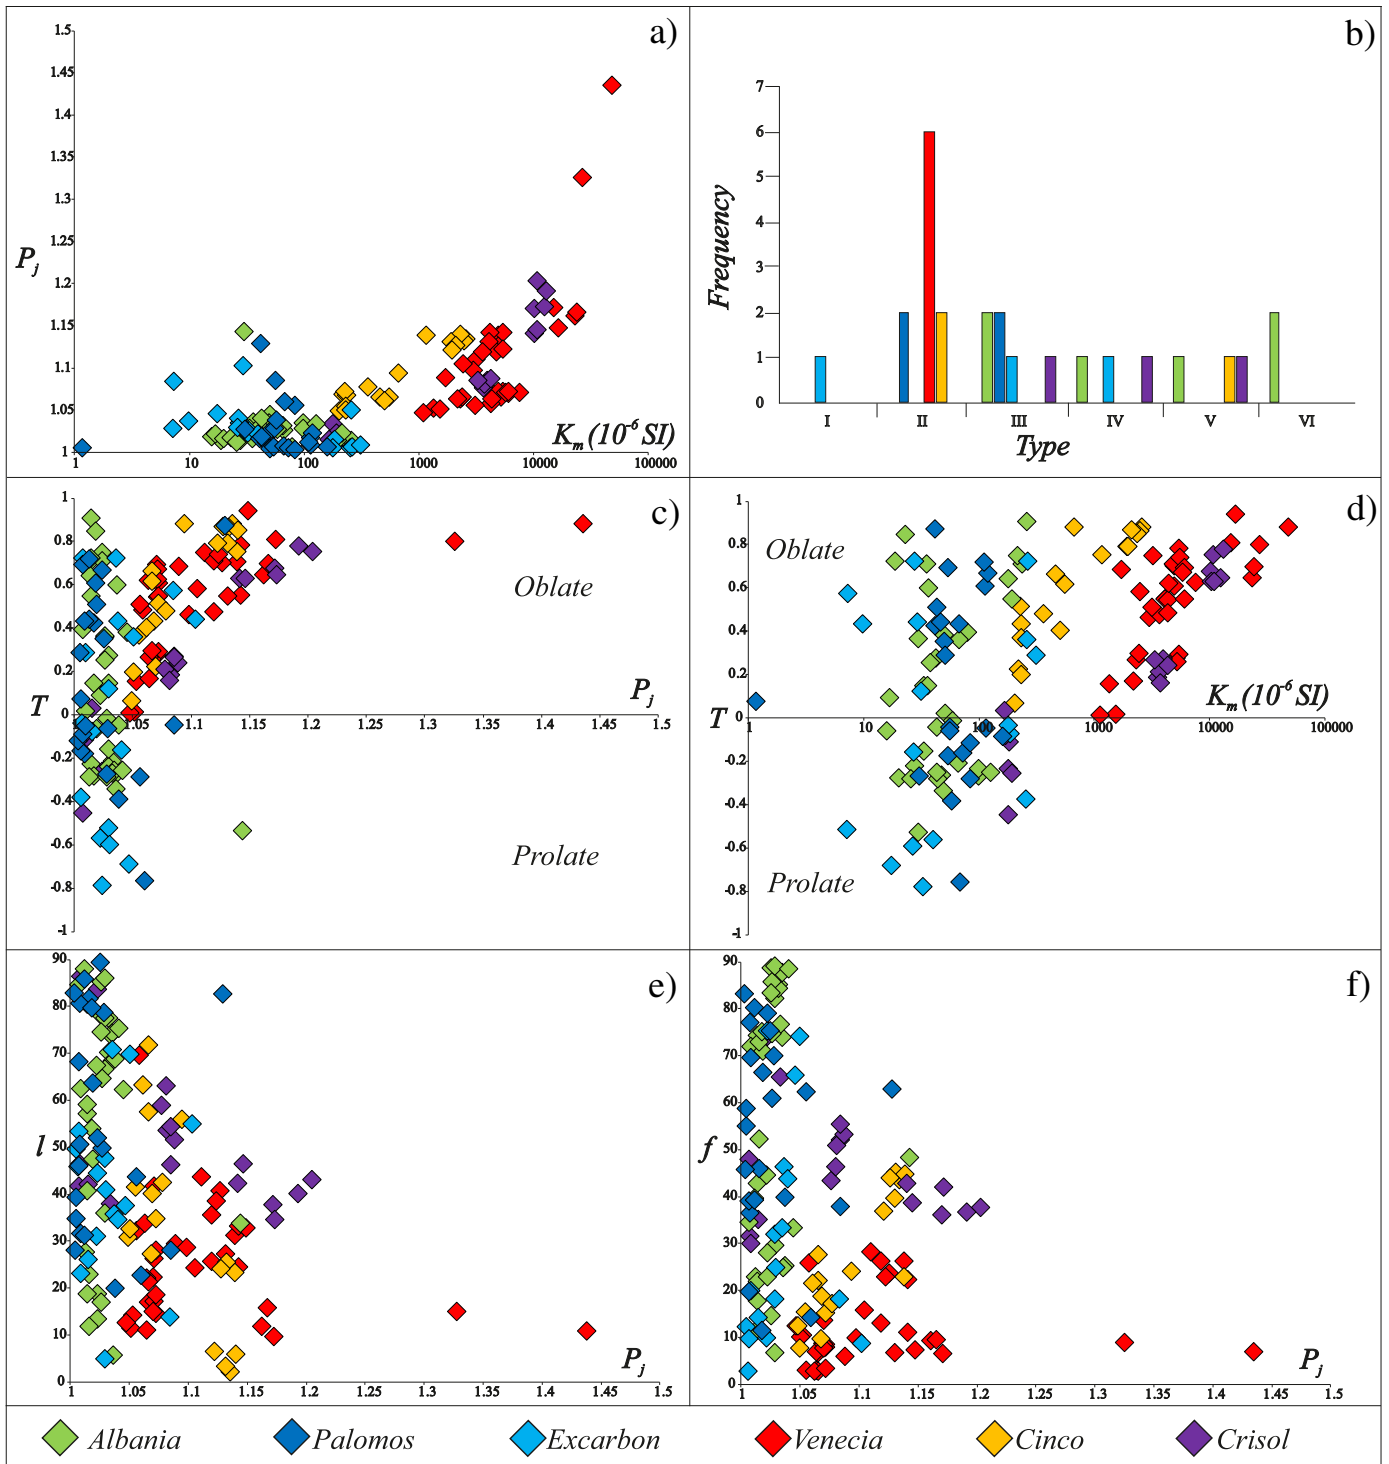 a)
1.5
1.45
1.4
1.35
1.3
1.25
1.2
1.15
1.1
1.05
1
P_j
1 10 100 1000 10000 100000
K_m (10^-6 SI)
b)
7
6
5
4
3
2
1
0
Frequency
I II III IV V VI
Type
c)
1
0.8
0.6
0.4
0.2
0
-0.2
-0.4
-0.6
-0.8
-1
T
1.05 1.1 1.15 1.2 1.25 1.3 1.35 1.4 1.45 1.5
P_j
Oblate
Prolate
d)
1
0.8
0.6
0.4
0.2
0
-0.2
-0.4
-0.6
-0.8
-1
T
1 10 100 1000 10000 100000
K_m (10^-6 SI)
Oblate
Prolate
e)
90
80
70
60
50
40
30
20
10
0
l
1 1.05 1.1 1.15 1.2 1.25 1.3 1.35 1.4 1.45 1.5
P_j
f)
90
80
70
60
50
40
30
20
10
0
f
1 1.05 1.1 1.15 1.2 1.25 1.3 1.35 1.4 1.45 1.5
P_j
Albania Palomos Excarbon Venecia Cinco Crisol